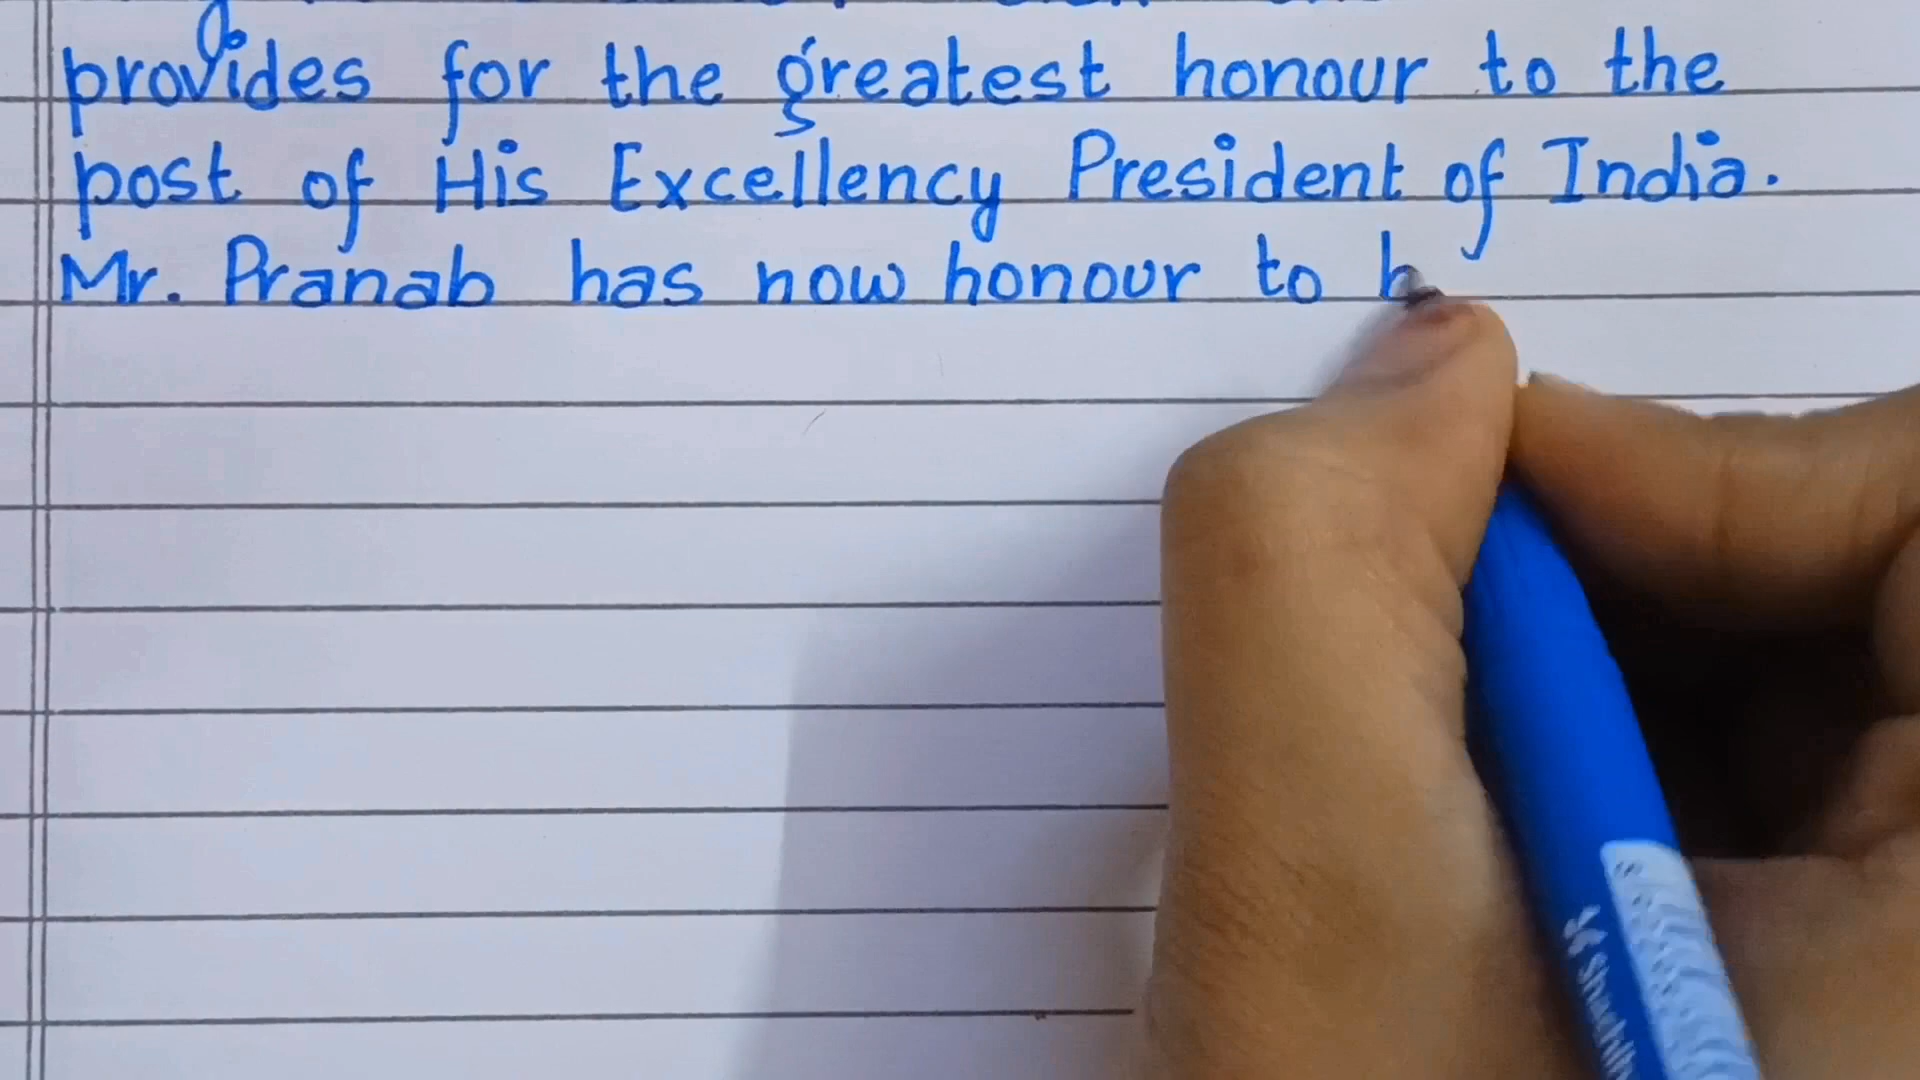 provides for the greatest honour to the
post of His Excellency President of India.
Mr. Pranab has now honour to b